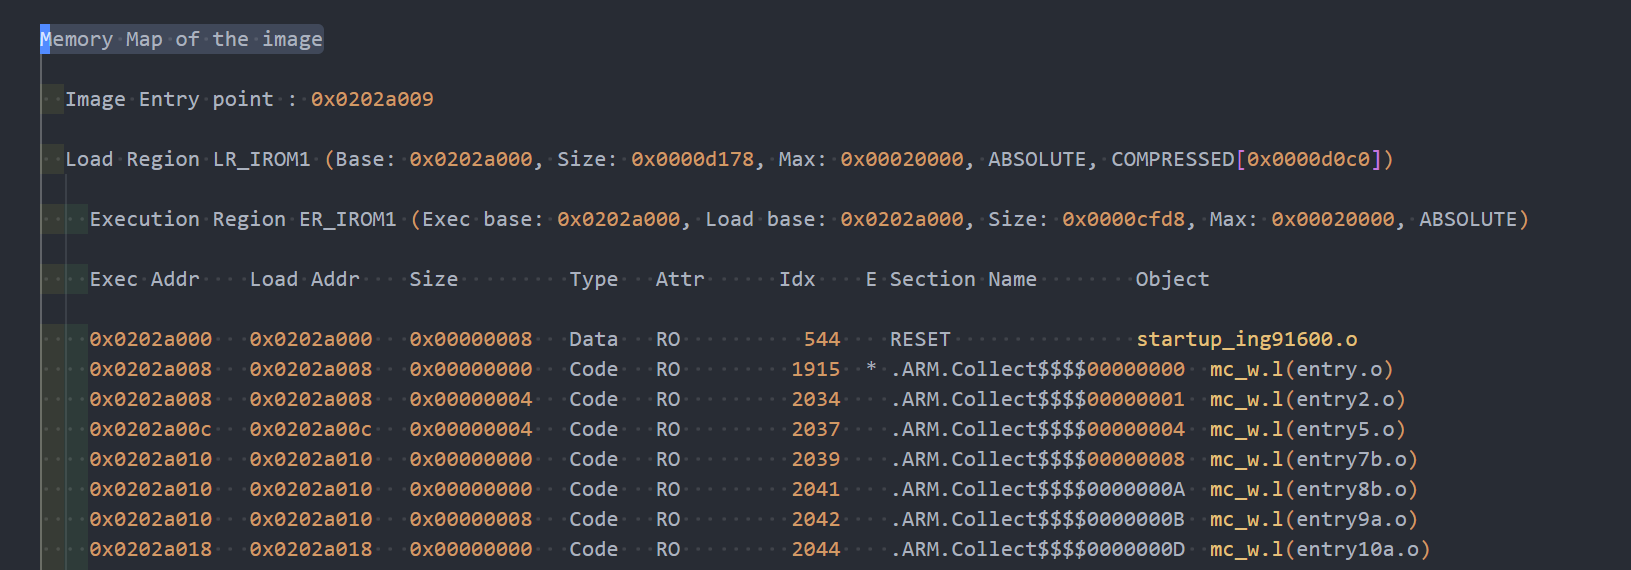 Memory Map of the image
Image Entry point : 0x0202a009
Load Region LR_IROM1 (Base: 0x0202a000, Size: 0x0000d178, Max: 0x00020000, ABSOLUTE, COMPRESSED[0x0000d0c0])
Execution Region ER_IROM1 (Exec base: 0x0202a000, Load base: 0x0202a000, Size: 0x0000cfd8, Max: 0x00020000, ABSOLUTE)
Exec Addr    Load Addr    Size         Type   Attr      Idx    E Section Name        Object
0x0202a000   0x0202a000   0x00000008   Data   RO          544    RESET               startup_ing91600.o
0x0202a008   0x0202a008   0x00000000   Code   RO         1915  * .ARM.Collect$$$$00000000  mc_w.l(entry.o)
0x0202a008   0x0202a008   0x00000004   Code   RO         2034    .ARM.Collect$$$$00000001  mc_w.l(entry2.o)
0x0202a00c   0x0202a00c   0x00000004   Code   RO         2037    .ARM.Collect$$$$00000004  mc_w.l(entry5.o)
0x0202a010   0x0202a010   0x00000000   Code   RO         2039    .ARM.Collect$$$$00000008  mc_w.l(entry7b.o)
0x0202a010   0x0202a010   0x00000000   Code   RO         2041    .ARM.Collect$$$$0000000A  mc_w.l(entry8b.o)
0x0202a010   0x0202a010   0x00000008   Code   RO         2042    .ARM.Collect$$$$0000000B  mc_w.l(entry9a.o)
0x0202a018   0x0202a018   0x00000000   Code   RO         2044    .ARM.Collect$$$$0000000D  mc_w.l(entry10a.o)